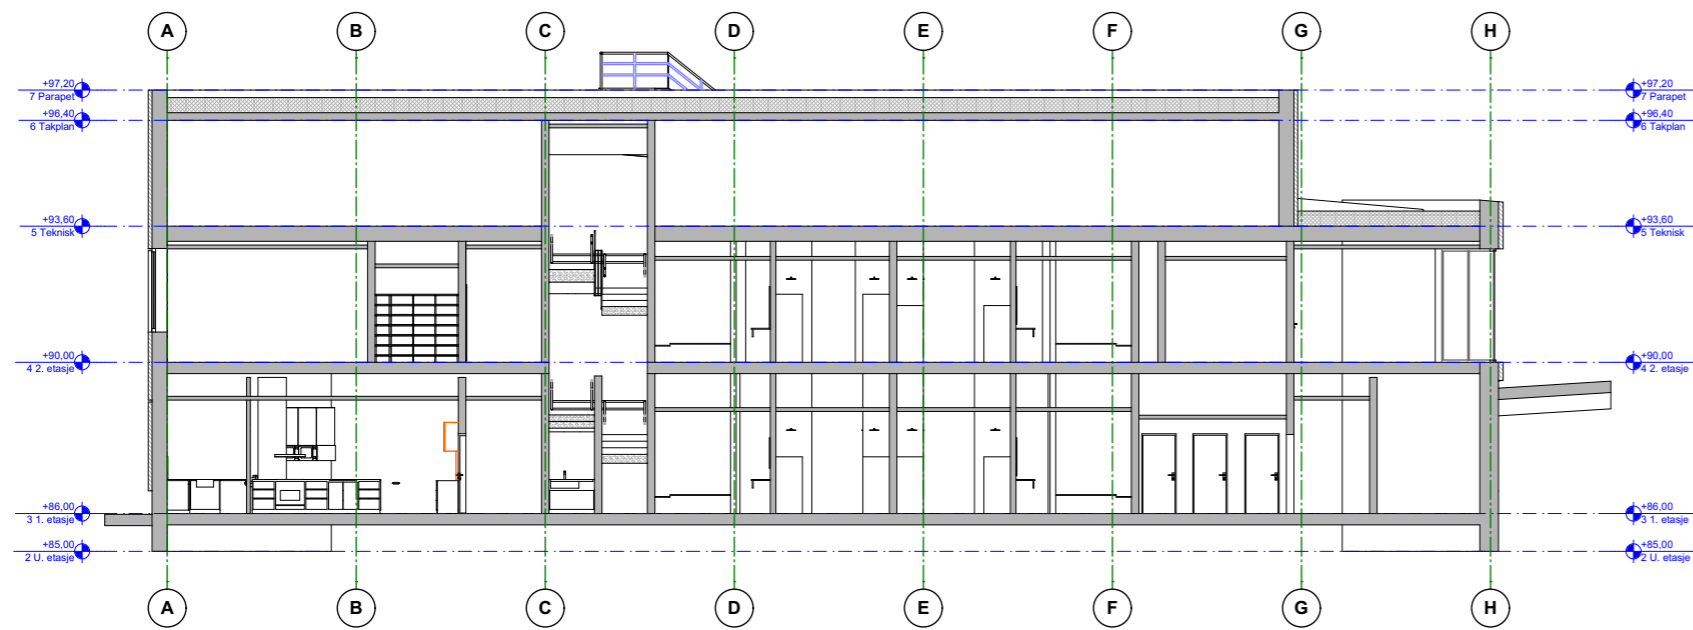 A B C D E F G H
+97,20
7 Parapet
+97,20
7 Parapet
+96,40
6 Takplan
+96,40
6 Takplan
+93,60
5 Teknisk
+93,60
5 Teknisk
+90,00
4 2. etasje
+90,00
4 2. etasje
+86,00
3 1. etasje
+86,00
3 1. etasje
+85,00
2 U. etasje
+85,00
2 U. etasje
A B C D E F G H